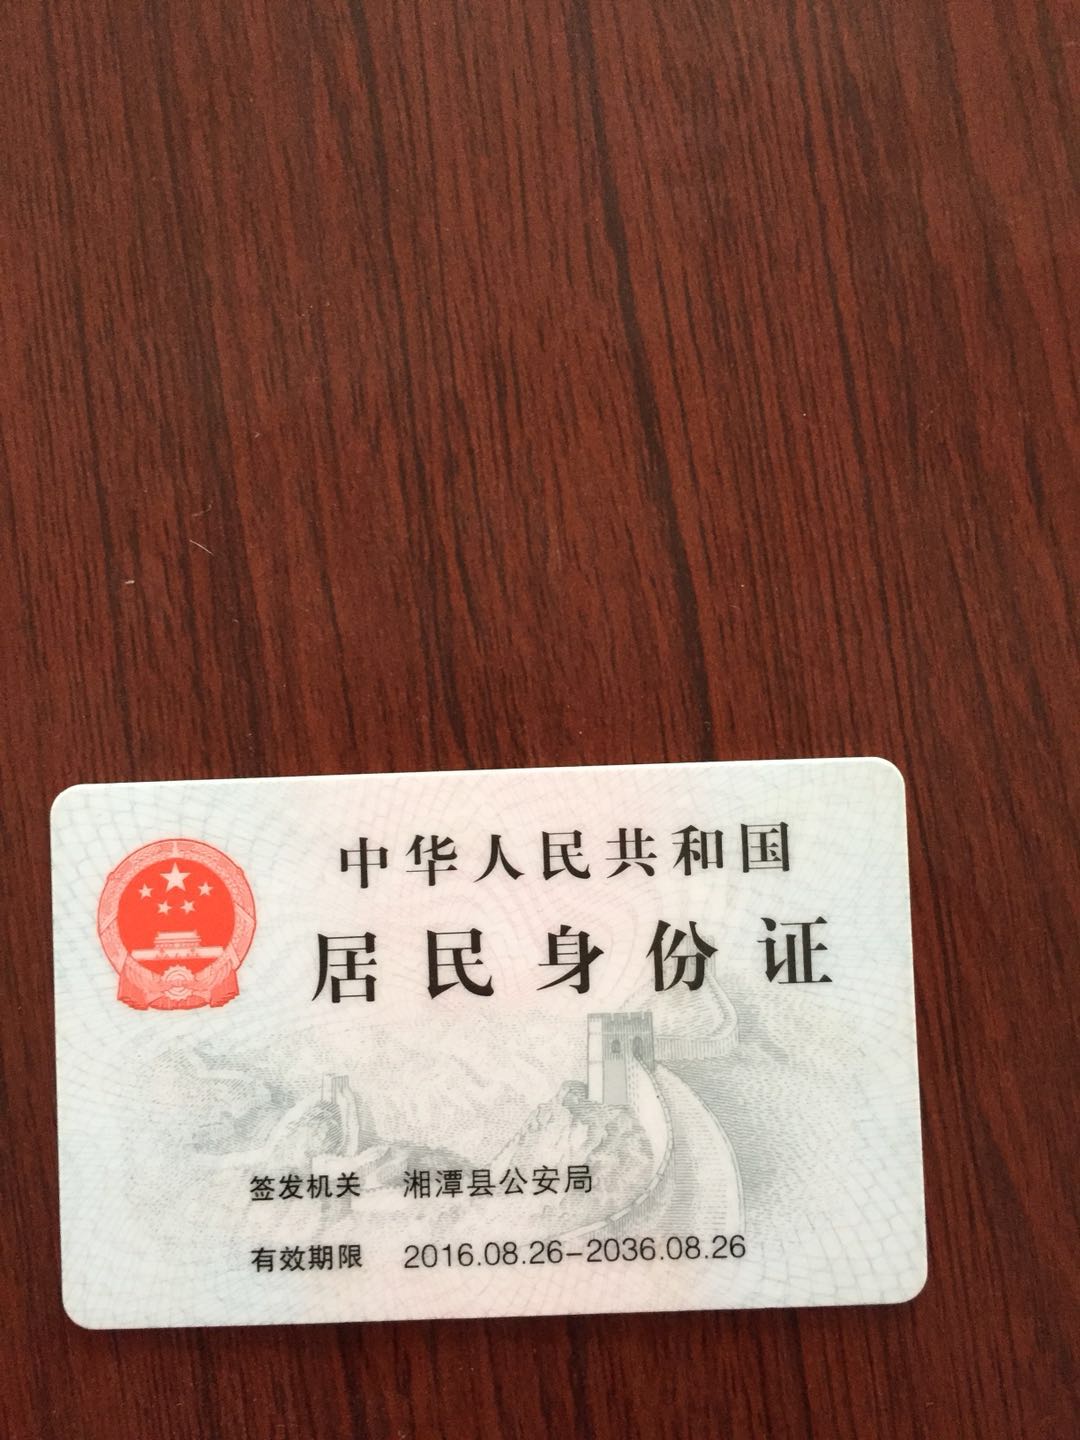 中华人民共和国
居民身份证
签发机关 湘潭县公安局
有效期限 2016.08.26-2036.08.26